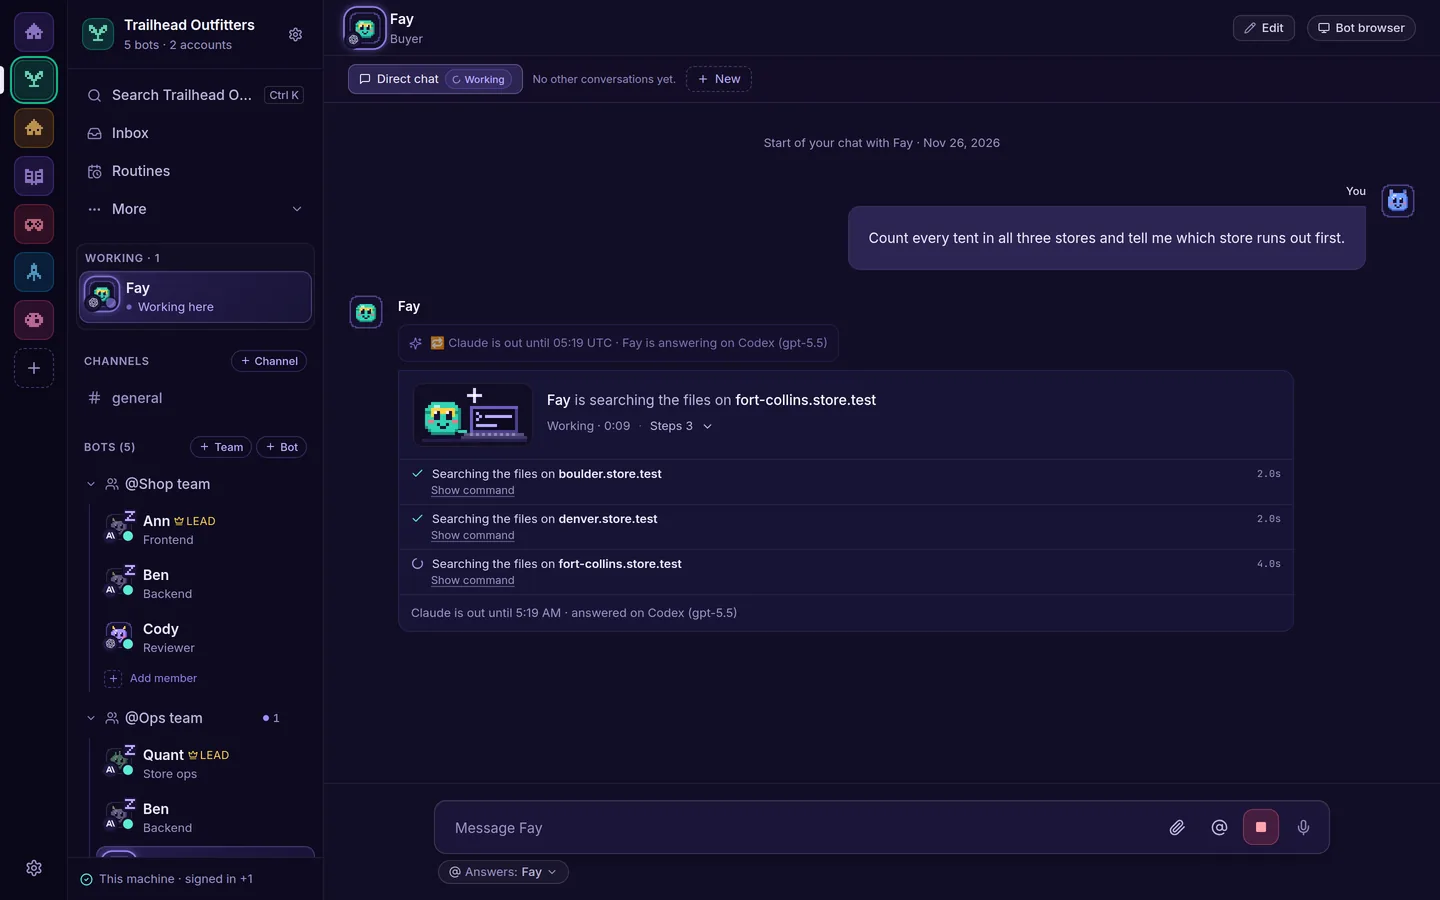 Trailhead Outfitters
5 bots · 2 accounts
Search Trailhead O...
Ctrl K
Inbox
Routines
More
WORKING · 1
Fay
Working here
CHANNELS
+ Channel
# general
BOTS (5)
+ Team
+ Bot
@Shop team
Ann LEAD
Frontend
Ben
Backend
Cody
Reviewer
+ Add member
@Ops team
1
Quant LEAD
Store ops
Ben
Backend
This machine · signed in +1
Fay
Buyer
Edit
Bot browser
Direct chat
Working
No other conversations yet.
+ New
Start of your chat with Fay · Nov 26, 2026
You
Count every tent in all three stores and tell me which store runs out first.
Fay
Claude is out until 05:19 UTC · Fay is answering on Codex (gpt-5.5)
Fay is searching the files on fort-collins.store.test
Working · 0:09 · Steps 3
Searching the files on boulder.store.test
2.0s
Show command
Searching the files on denver.store.test
2.0s
Show command
Searching the files on fort-collins.store.test
4.0s
Show command
Claude is out until 5:19 AM · answered on Codex (gpt-5.5)
Message Fay
@ Answers: Fay